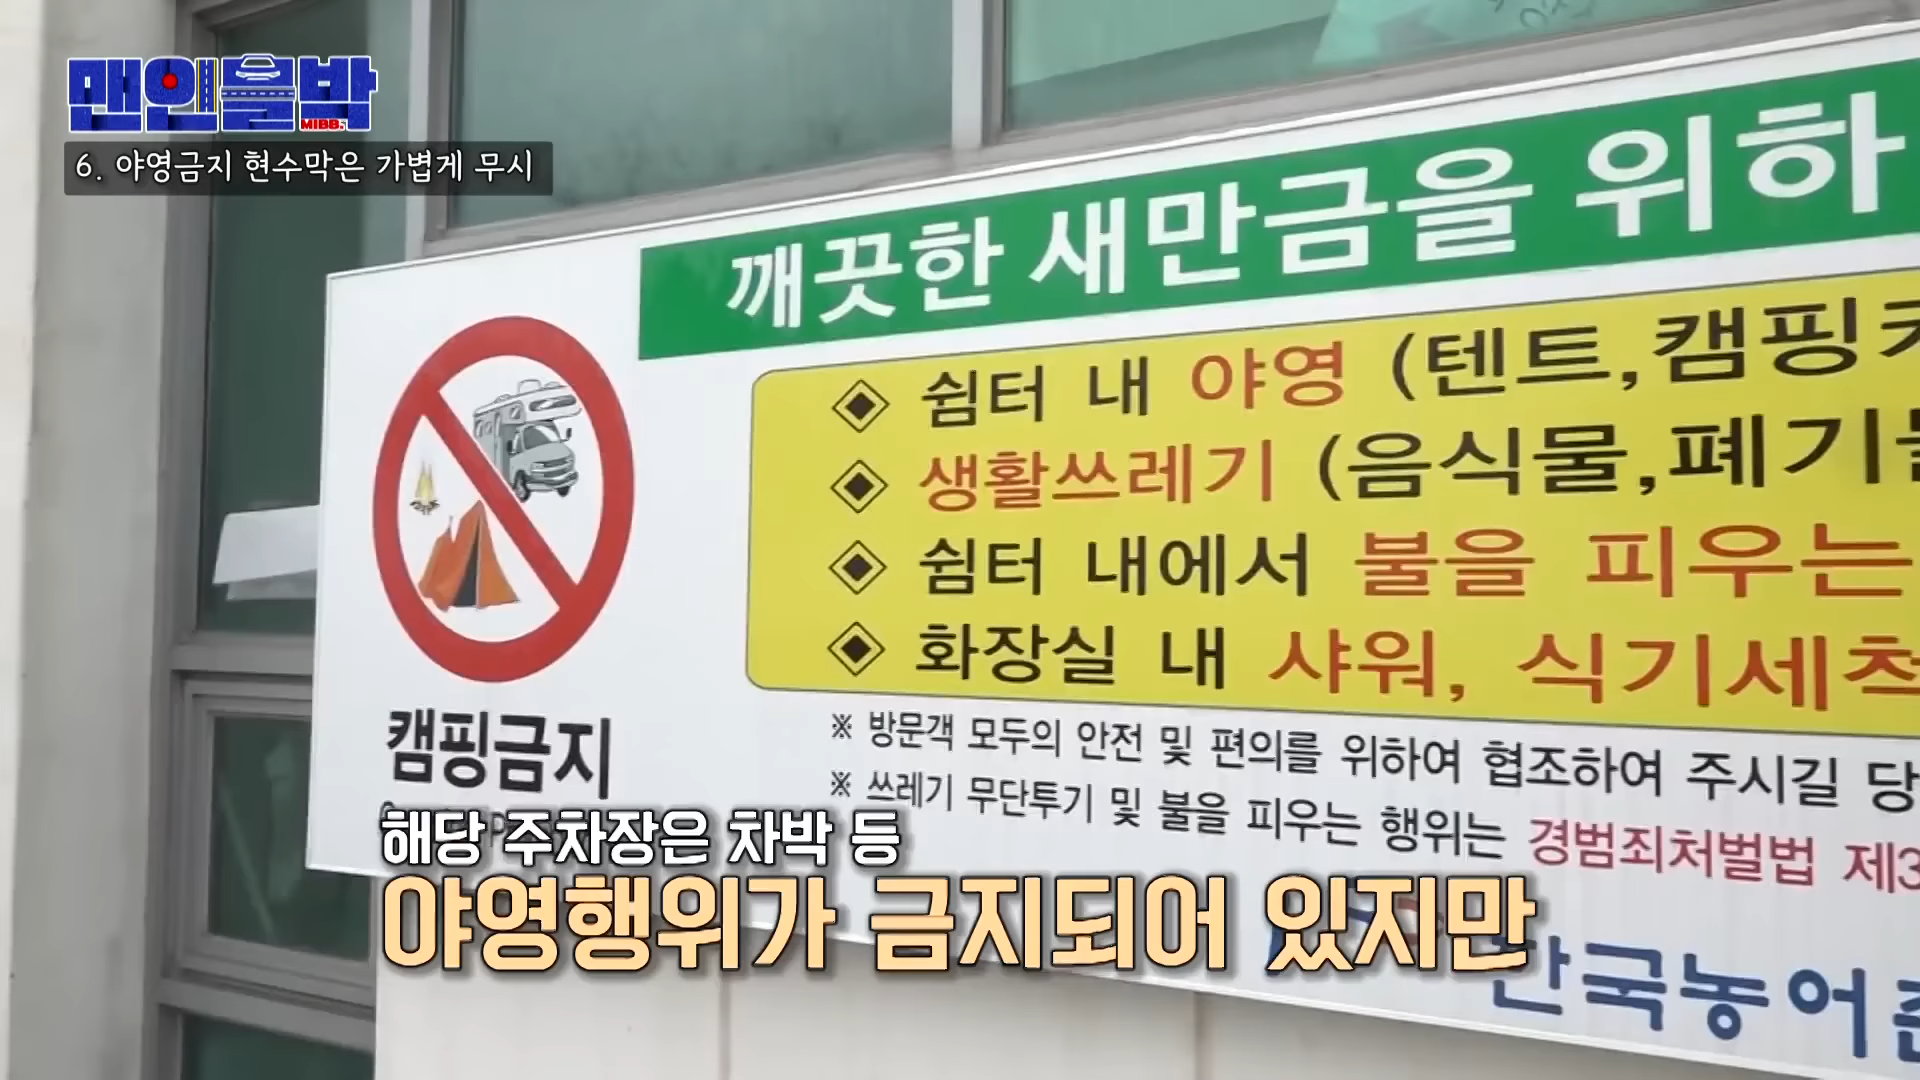 맨인블박
MIBB.
6. 야영금지 현수막은 가볍게 무시
깨끗한 새만금을 위하
◈ 쉼터 내 야영 (텐트,캠핑카
◈ 생활쓰레기 (음식물,폐기물
◈ 쉼터 내에서 불을 피우는
◈ 화장실 내 샤워, 식기세척
캠핑금지
※ 방문객 모두의 안전 및 편의를 위하여 협조하여 주시길 당
※ 쓰레기 무단투기 및 불을 피우는 행위는 경범죄처벌법 제3
해당 주차장은 차박 등
야영행위가 금지되어 있지만
한국농어촌